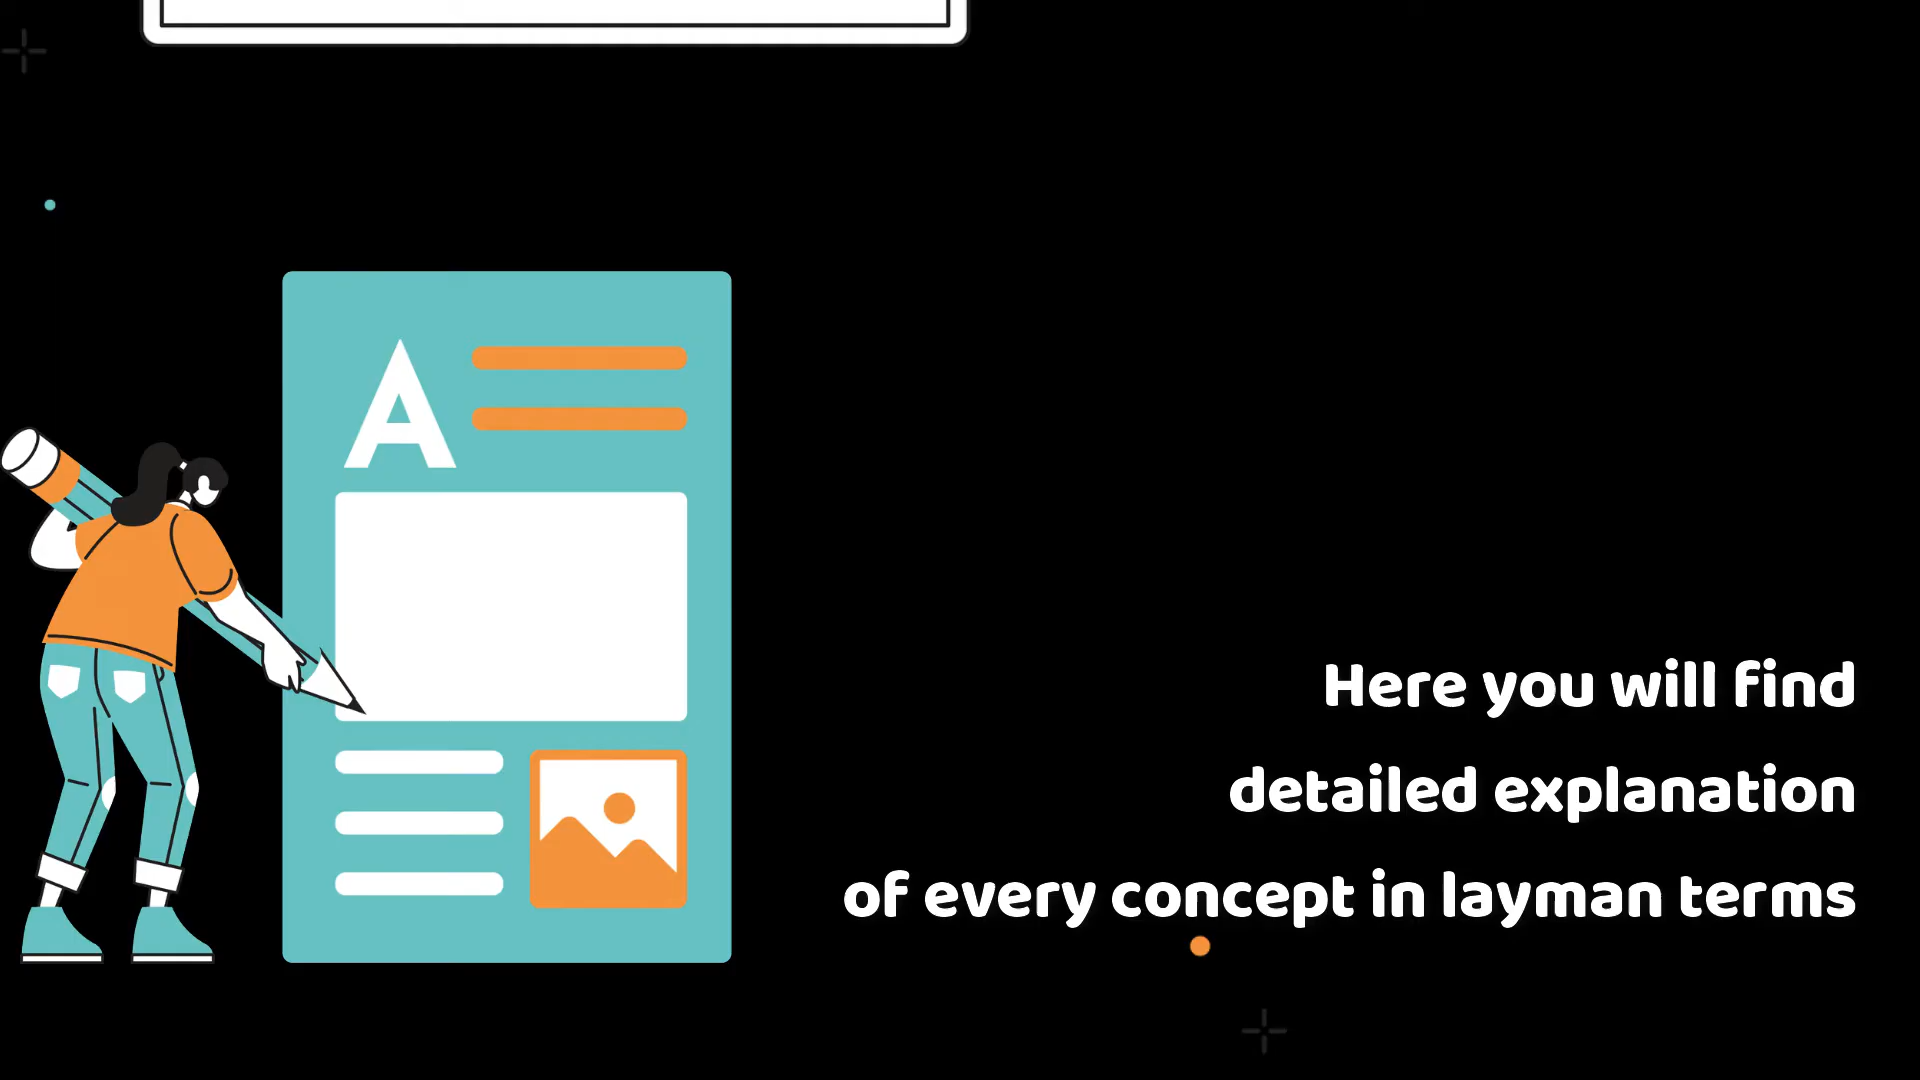 A
Here you will find
detailed explanation
of every concept in layman terms